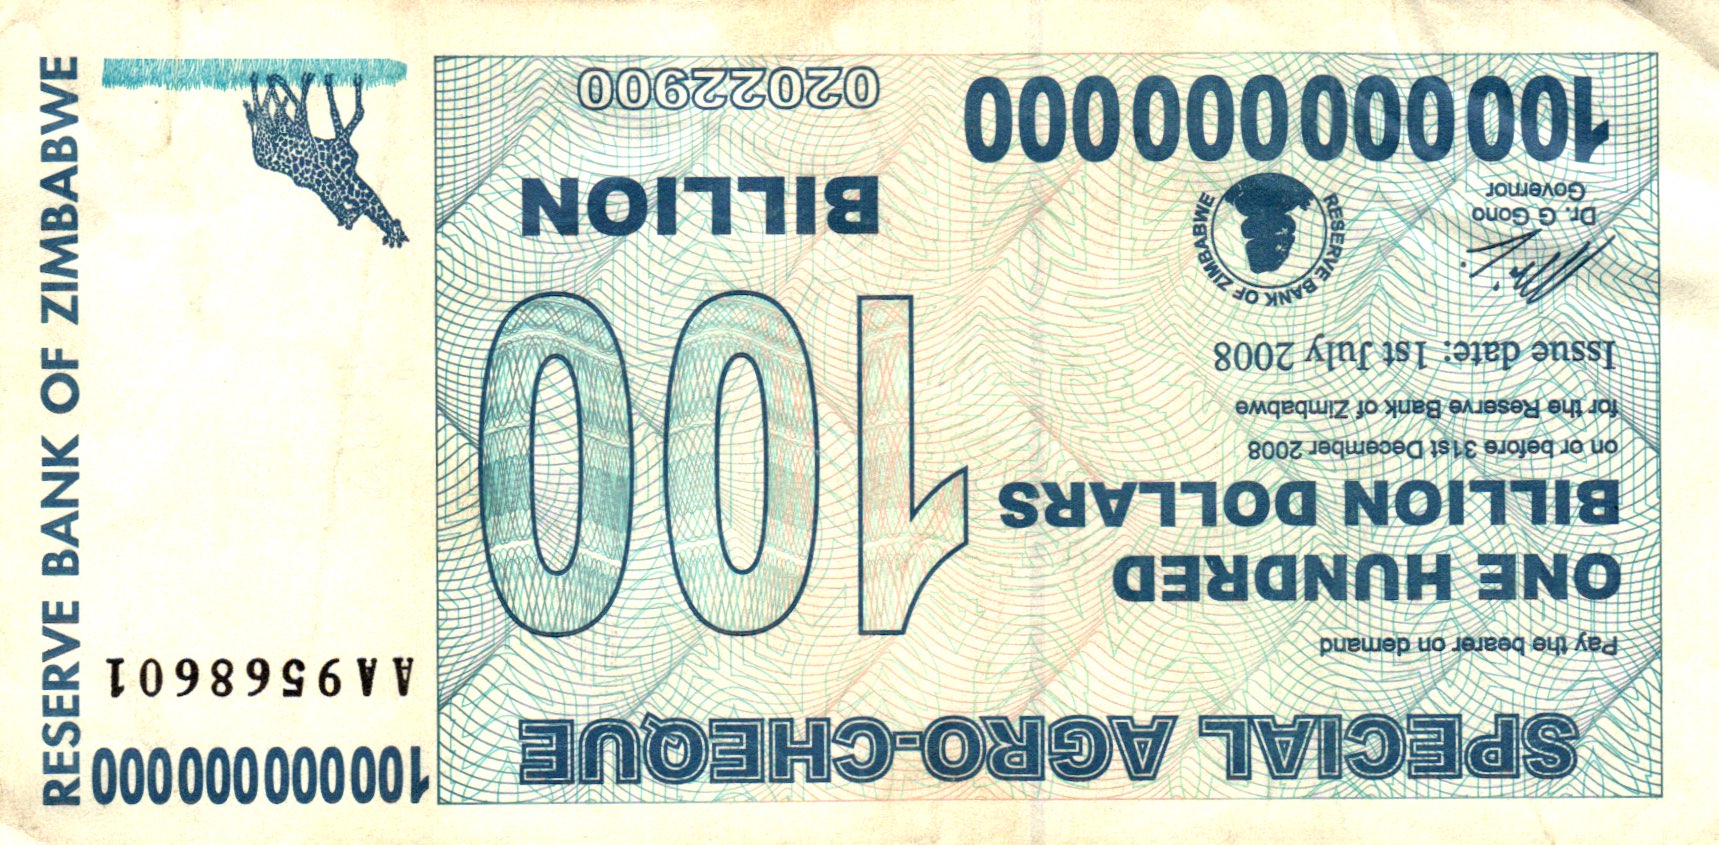 SPECIAL AGRO-CHEQUE
100000000000
AA9568601
Pay the bearer on demand
ONE HUNDRED
BILLION DOLLARS
on or before 31st December 2008
for the Reserve Bank of Zimbabwe
Issue date: 1st July 2008
Dr. G Gono
Governor
RESERVE BANK OF ZIMBABWE
100 000 000 000
100
BILLION
02022900
RESERVE BANK OF ZIMBABWE